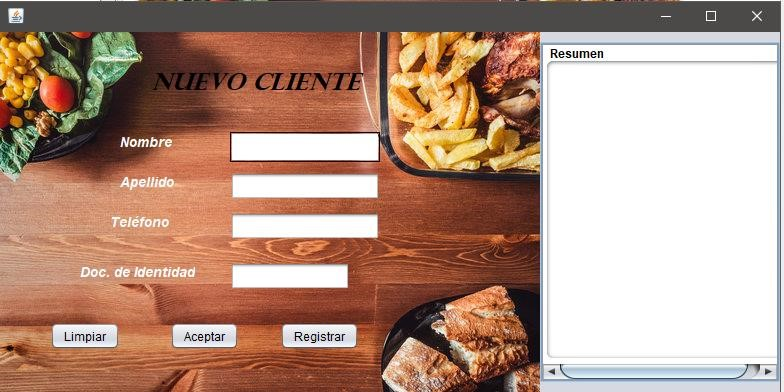 NUEVO CLIENTE
Nombre
Apellido
Teléfono
Doc. de Identidad
Limpiar
Aceptar
Registrar
Resumen